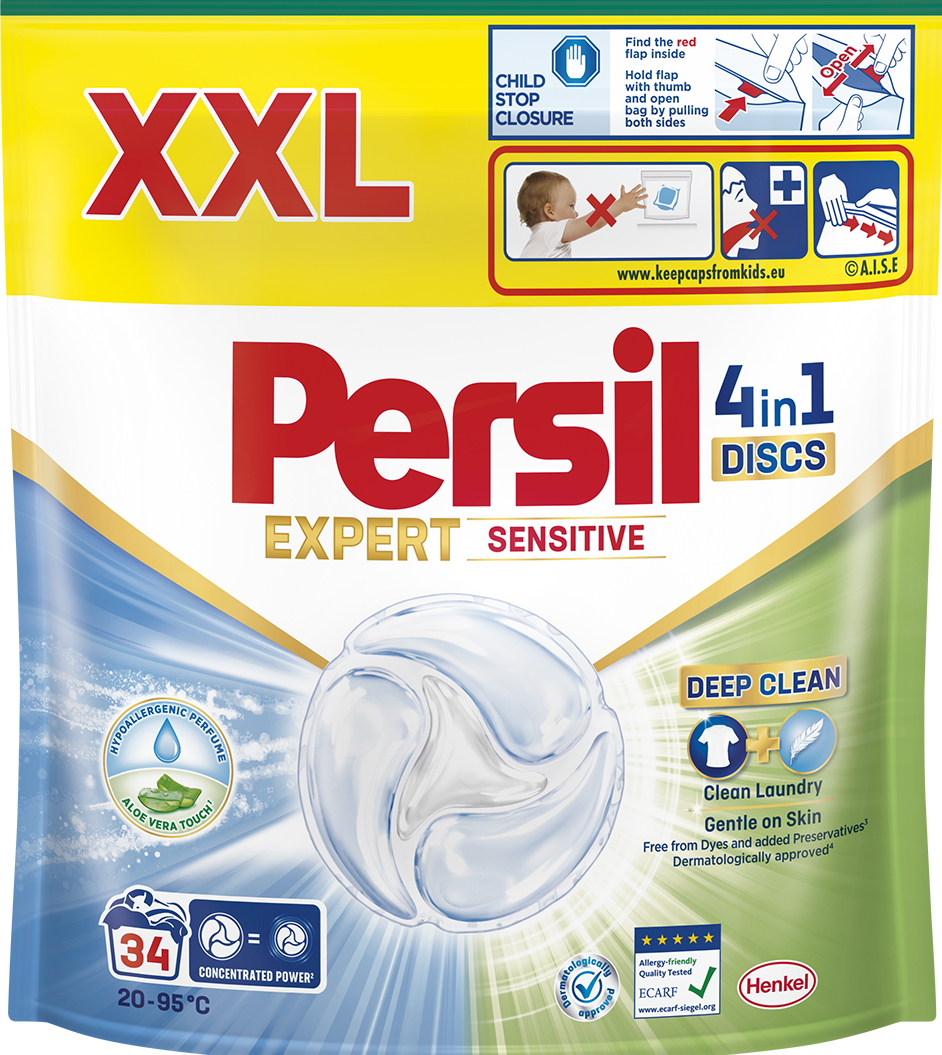 XXL
CHILD
STOP
CLOSURE
Find the red
flap inside
Hold flap
with thumb
and open
bag by pulling
both sides
Open
www.keepcapsfromkids.eu
©A.I.S.E
Persil
4in1
DISCS
EXPERT SENSITIVE
HYPOALLERGENIC PERFUME
ALOE VERA TOUCH¹
DEEP CLEAN
Clean Laundry
Gentle on Skin
Free from Dyes and added Preservatives³
Dermatologically approved⁴
34
=
CONCENTRATED POWER²
20-95°C
Dermatologically
approved
Allergy-friendly
Quality Tested
ECARF
www.ecarf-siegel.org
Henkel